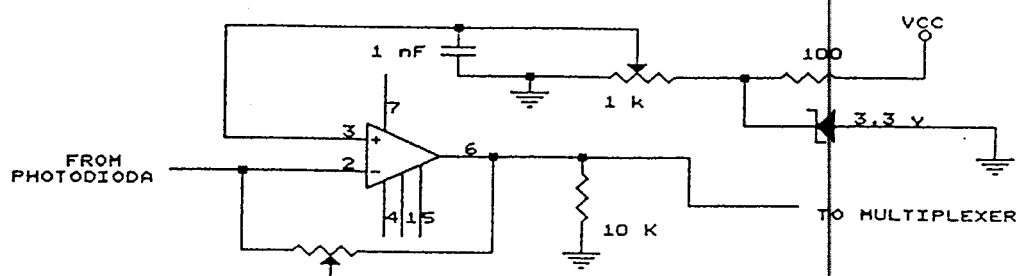 VCC
100
1 nF
1 k
7
3.3 v
3
+
6
2
-
FROM
PHOTODIODA
4 1 5
TO MULTIPLEXER
10 K